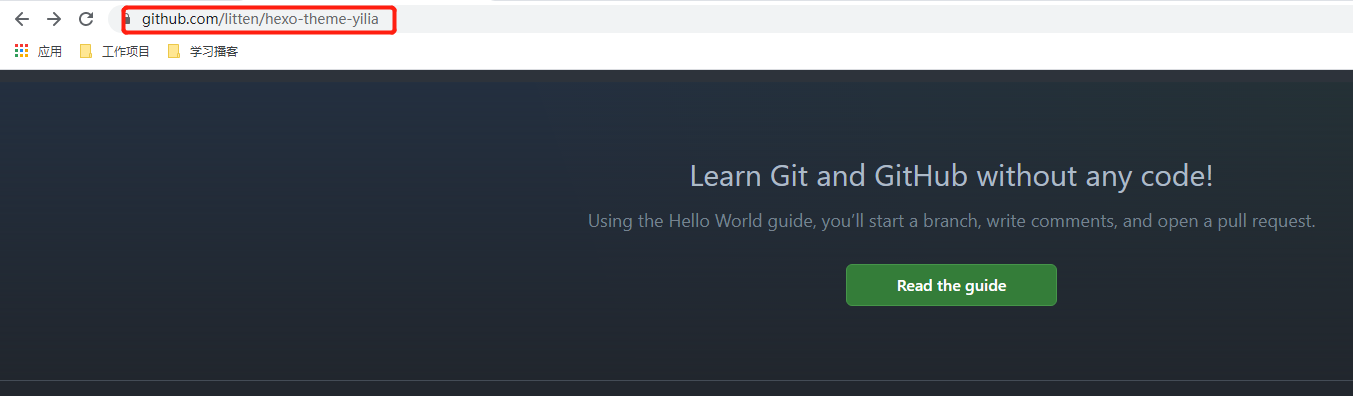 github.com/litten/hexo-theme-yilia
应用 工作项目 学习播客
Learn Git and GitHub without any code!
Using the Hello World guide, you’ll start a branch, write comments, and open a pull request.
Read the guide